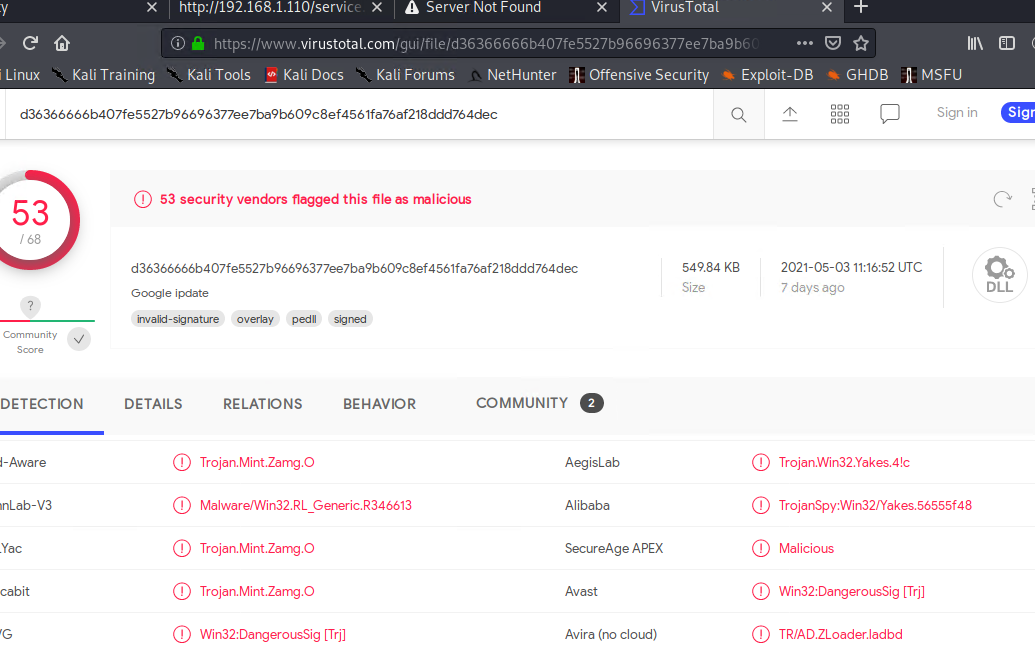 y
http://192.168.1.110/service
Server Not Found
VirusTotal
https://www.virustotal.com/gui/file/d36366666b407fe5527b96696377ee7ba9b60
Linux
Kali Training
Kali Tools
Kali Docs
Kali Forums
NetHunter
Offensive Security
Exploit-DB
GHDB
MSFU
d36366666b407fe5527b96696377ee7ba9b609c8ef4561fa76af218ddd764dec
Sign in
Sign
53
/ 68
53 security vendors flagged this file as malicious
d36366666b407fe5527b96696377ee7ba9b609c8ef4561fa76af218ddd764dec
Google ipdate
invalid-signature
overlay
pedll
signed
549.84 KB
Size
2021-05-03 11:16:52 UTC
7 days ago
DLL
?
Community
Score
DETECTION
DETAILS
RELATIONS
BEHAVIOR
COMMUNITY
2
d-Aware
Trojan.Mint.Zamg.O
AegisLab
Trojan.Win32.Yakes.4!c
nLab-V3
Malware/Win32.RL_Generic.R346613
Alibaba
TrojanSpy:Win32/Yakes.56555f48
Yac
Trojan.Mint.Zamg.O
SecureAge APEX
Malicious
cabit
Trojan.Mint.Zamg.O
Avast
Win32:DangerousSig [Trj]
G
Win32:DangerousSig [Trj]
Avira (no cloud)
TR/AD.ZLoader.ladbd